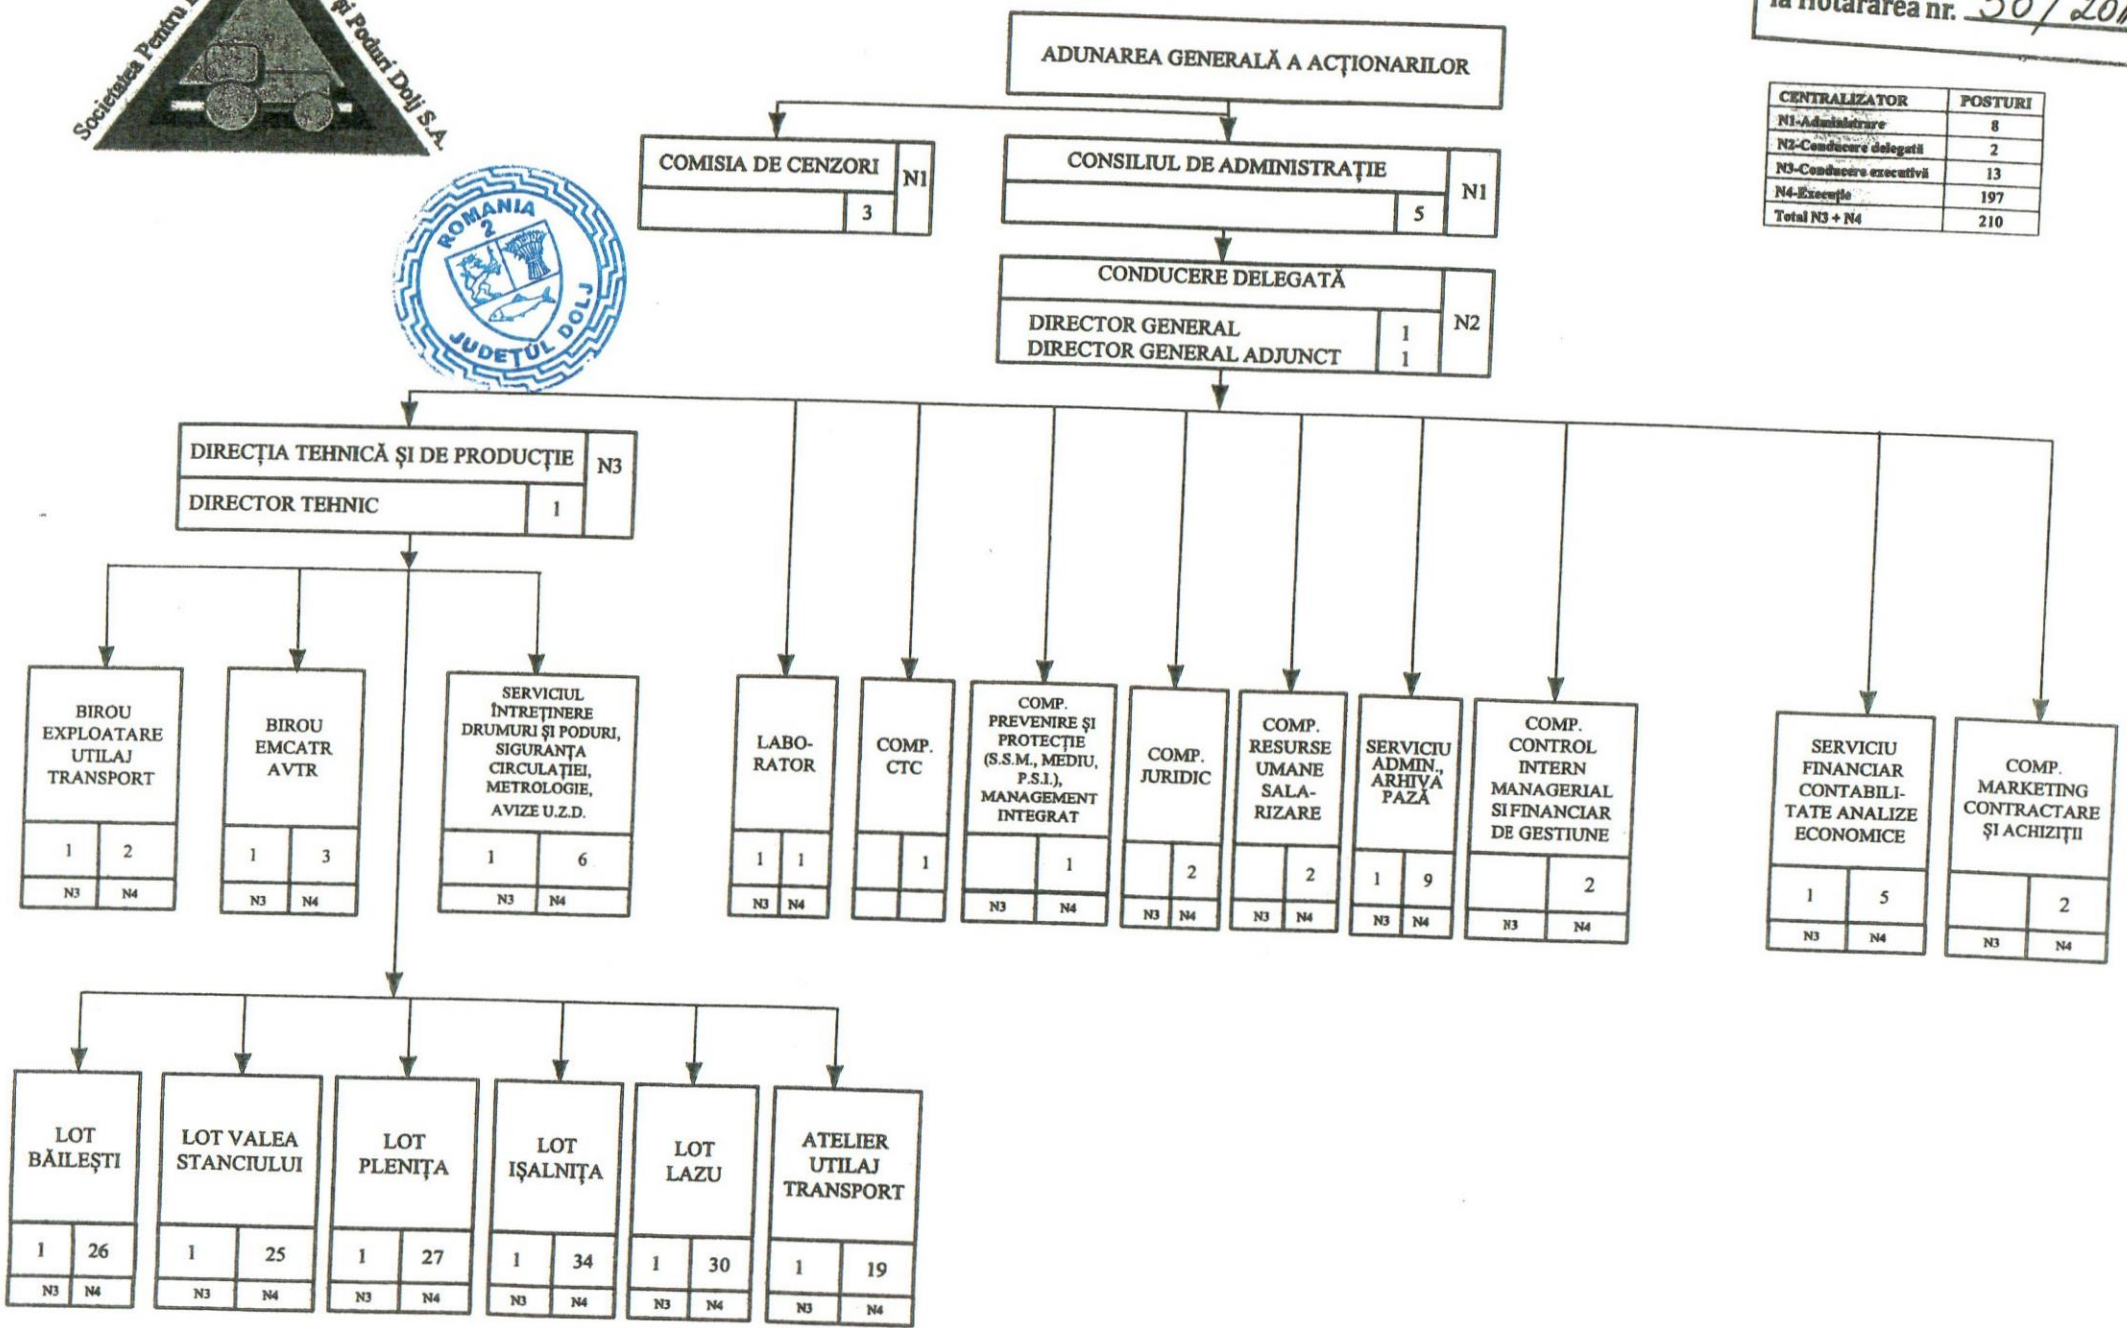 Societatea Pentru
și Poduri Dolj S.A.
la Hotărârea nr. 50/
ADUNAREA GENERALĂ A ACȚIONARILOR
CENTRALIZATOR POSTURI
N1-Administrare 8
N2-Conducere delegată 2
N3-Conducere executivă 13
N4-Execuție 197
Total N3 + N4 210
COMISIA DE CENZORI N1
3
CONSILIUL DE ADMINISTRAȚIE N1
5
ROMANIA
2
JUDEȚUL DOLJ
CONDUCERE DELEGATĂ
DIRECTOR GENERAL 1
DIRECTOR GENERAL ADJUNCT 1
N2
DIRECȚIA TEHNICĂ ȘI DE PRODUCȚIE N3
DIRECTOR TEHNIC 1
BIROU
EXPLOATARE
UTILAJ
TRANSPORT
1 2
N3 N4
BIROU
EMCATR
AVTR
1 3
N3 N4
SERVICIUL
ÎNTREȚINERE
DRUMURI ȘI PODURI,
SIGURANȚA
CIRCULAȚIEI,
METROLOGIE,
AVIZE U.Z.D.
1 6
N3 N4
LABO-
RATOR
1 1
N3 N4
COMP.
CTC
1
COMP.
PREVENIRE ȘI
PROTECȚIE
(S.S.M., MEDIU,
P.S.I.),
MANAGEMENT
INTEGRAT
1
N3 N4
COMP.
JURIDIC
2
N3 N4
COMP.
RESURSE
UMANE
SALA-
RIZARE
2
N3 N4
SERVICIU
ADMIN.,
ARHIVA
PAZĂ
1 9
N3 N4
COMP.
CONTROL
INTERN
MANAGERIAL
SI FINANCIAR
DE GESTIUNE
2
N3 N4
SERVICIU
FINANCIAR
CONTABILI-
TATE ANALIZE
ECONOMICE
1 5
N3 N4
COMP.
MARKETING
CONTRACTARE
ȘI ACHIZIȚII
2
N3 N4
LOT
BĂILEȘTI
1 26
N3 N4
LOT VALEA
STANCIULUI
1 25
N3 N4
LOT
PLENIȚA
1 27
N3 N4
LOT
IȘALNIȚA
1 34
N3 N4
LOT
LAZU
1 30
N3 N4
ATELIER
UTILAJ
TRANSPORT
1 19
N3 N4